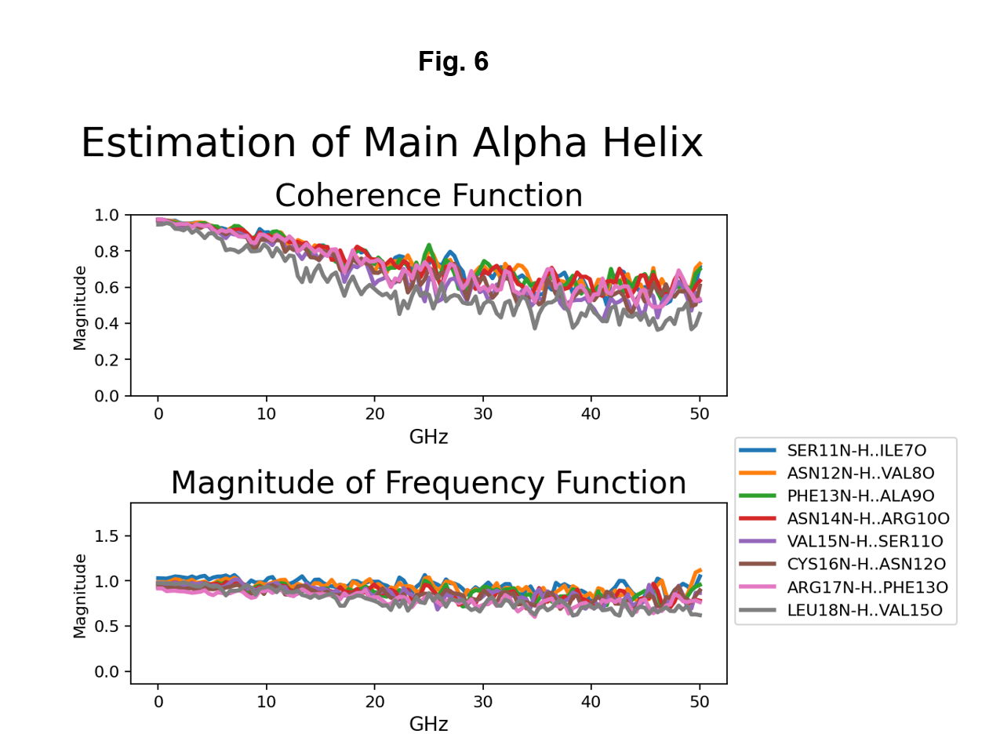 Fig. 6
Estimation of Main Alpha Helix
Coherence Function
1.0
0.8
0.6
0.4
0.2
0.0
Magnitude
0 10 20 30 40 50
GHz
Magnitude of Frequency Function
1.5
1.0
0.5
0.0
Magnitude
0 10 20 30 40 50
GHz
SER11N-H..ILE7O
ASN12N-H..VAL8O
PHE13N-H..ALA9O
ASN14N-H..ARG10O
VAL15N-H..SER11O
CYS16N-H..ASN12O
ARG17N-H..PHE13O
LEU18N-H..VAL15O